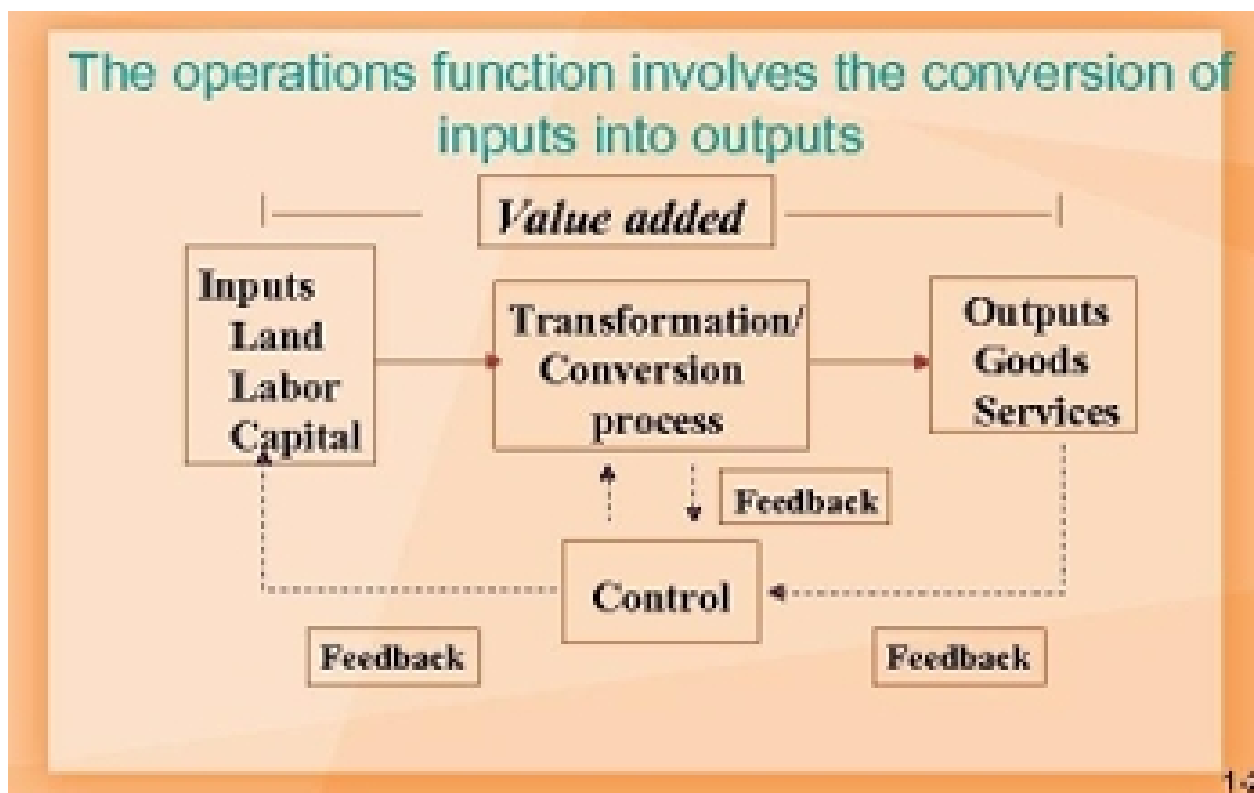 The operations function involves the conversion of
inputs into outputs
Value added
Inputs
Land
Labor
Capital
Transformation/
Conversion
process
Outputs
Goods
Services
Feedback
Control
Feedback
Feedback